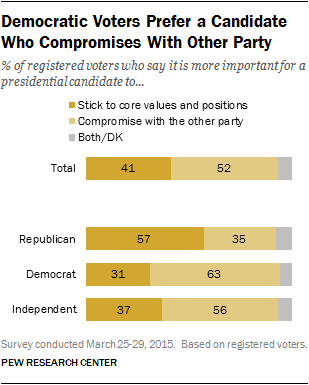 Democratic Voters Prefer a Candidate
Who Compromises With Other Party
% of registered voters who say it is more important for a
presidential candidate to...
Stick to core values and positions
Compromise with the other party
Both/DK
Total 41 52
Republican 57 35
Democrat 31 63
Independent 37 56
Survey conducted March 25-29, 2015. Based on registered voters.
PEW RESEARCH CENTER